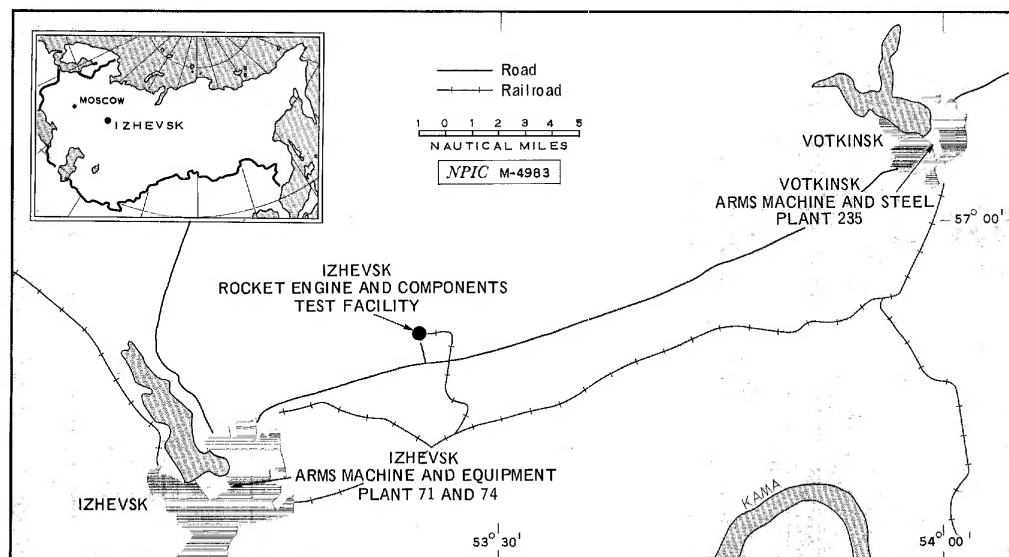 MOSCOW
IZHEVSK
Road
Railroad
1 0 1 2 3 4 5
NAUTICAL MILES
NPIC M-4983
VOTKINSK
VOTKINSK
ARMS MACHINE AND STEEL
PLANT 235
57° 00'
IZHEVSK
ROCKET ENGINE AND COMPONENTS
TEST FACILITY
IZHEVSK
ARMS MACHINE AND EQUIPMENT
PLANT 71 AND 74
IZHEVSK
KAMA
53° 30'
54° 00'